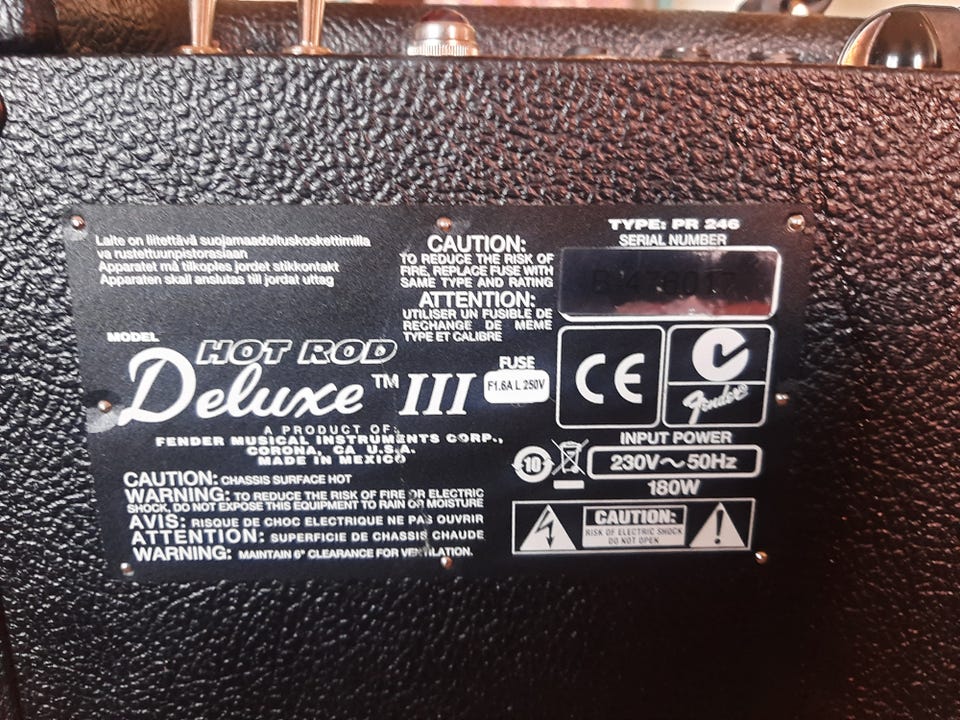 Laite on liitettävä suojamaadoituskoskettimilla
va rustettuunpistorasiaan
Apparatet må tilkoples jordet stikkontakt
Apparaten skall anslutas till jordat uttag
CAUTION:
TO REDUCE THE RISK OF
FIRE, REPLACE FUSE WITH
SAME TYPE AND RATING
ATTENTION:
UTILISER UN FUSIBLE DE
RECHANGE DE MEME
TYPE ET CALIBRE
TYPE: PR 246
SERIAL NUMBER
MODEL
HOT ROD
Deluxe™ III
FUSE
F1.6A L 250V
CE
Fender
A PRODUCT OF:
FENDER MUSICAL INSTRUMENTS CORP.,
CORONA, CA U.S.A.
MADE IN MEXICO
10
INPUT POWER
230V~50Hz
180W
CAUTION: CHASSIS SURFACE HOT
WARNING: TO REDUCE THE RISK OF FIRE OR ELECTRIC
SHOCK, DO NOT EXPOSE THIS EQUIPMENT TO RAIN OR MOISTURE
AVIS: RISQUE DE CHOC ELECTRIQUE NE PAS OUVRIR
ATTENTION: SUPERFICIE DE CHASSIS CHAUDE
WARNING: MAINTAIN 6" CLEARANCE FOR VENTILATION.
CAUTION:
RISK OF ELECTRIC SHOCK
DO NOT OPEN